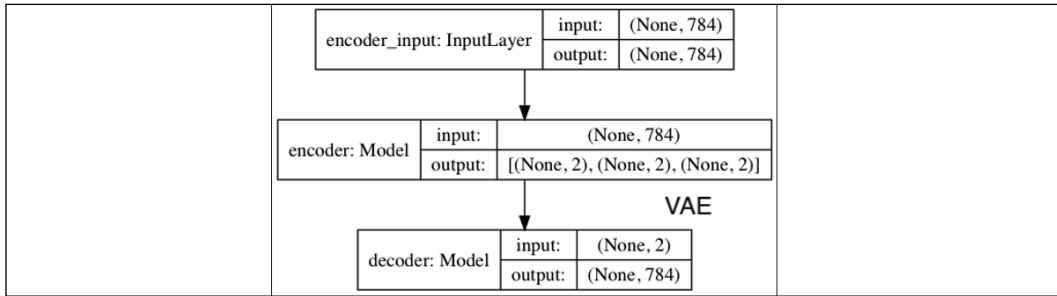 encoder_input: InputLayer
input: (None, 784)
output: (None, 784)
encoder: Model
input: (None, 784)
output: [(None, 2), (None, 2), (None, 2)]
VAE
decoder: Model
input: (None, 2)
output: (None, 784)